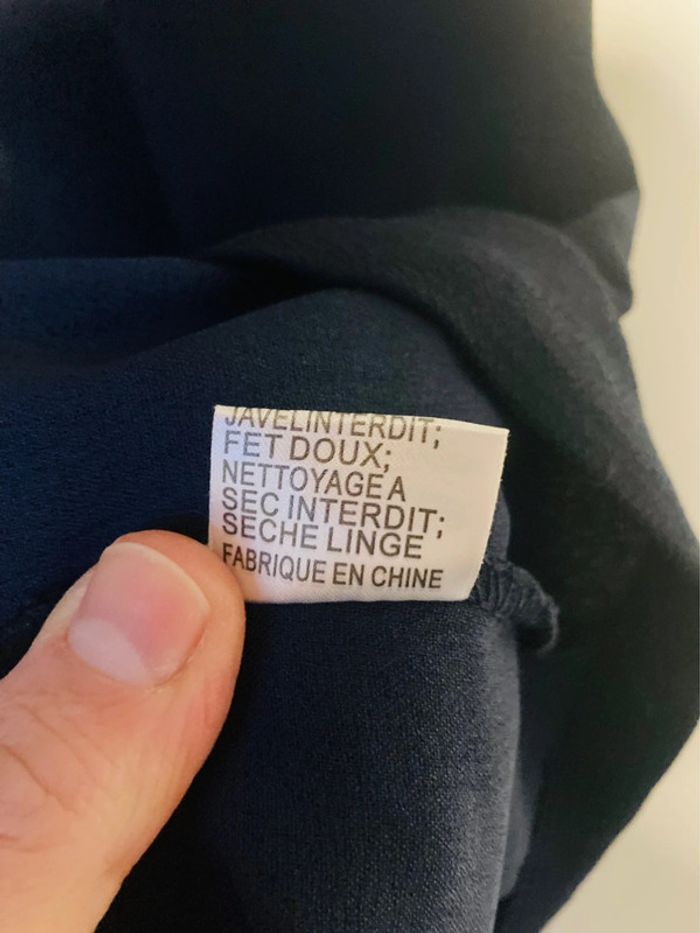 JAVELINTERDIT;
FET DOUX;
NETTOYAGE A
SEC INTERDIT;
SECHE LINGE
FABRIQUE EN CHINE